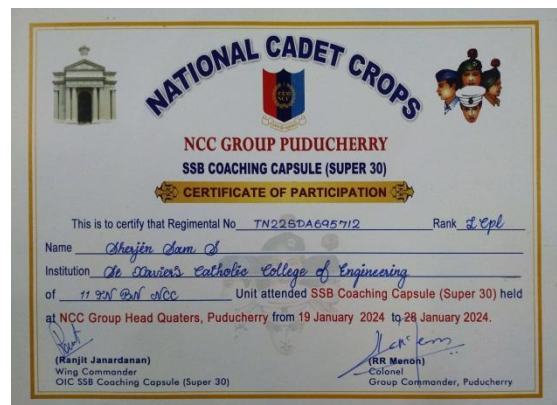 NATIONAL CADET CROPS
NCC
NCC GROUP PUDUCHERRY
SSB COACHING CAPSULE (SUPER 30)
CERTIFICATE OF PARTICIPATION
This is to certify that Regimental No TN22SDA695712 Rank L Cpl
Name Sherjin Sam S
Institution St Xavier's Catholic College of Engineering
of 11 TN BN NCC Unit attended SSB Coaching Capsule (Super 30) held
at NCC Group Head Quaters, Puducherry from 19 January 2024 to 28 January 2024.
(Ranjit Janardanan) (RR Menon)
Wing Commander Colonel
OIC SSB Coaching Capsule (Super 30) Group Commander, Puducherry